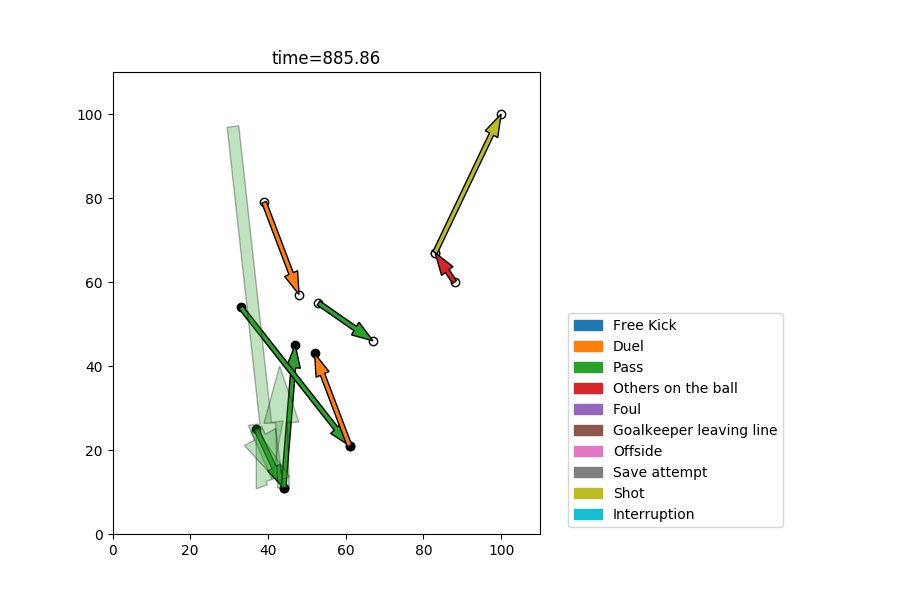 time=885.86
100
80
60
40
20
0
0 20 40 60 80 100
Free Kick
Duel
Pass
Others on the ball
Foul
Goalkeeper leaving line
Offside
Save attempt
Shot
Interruption